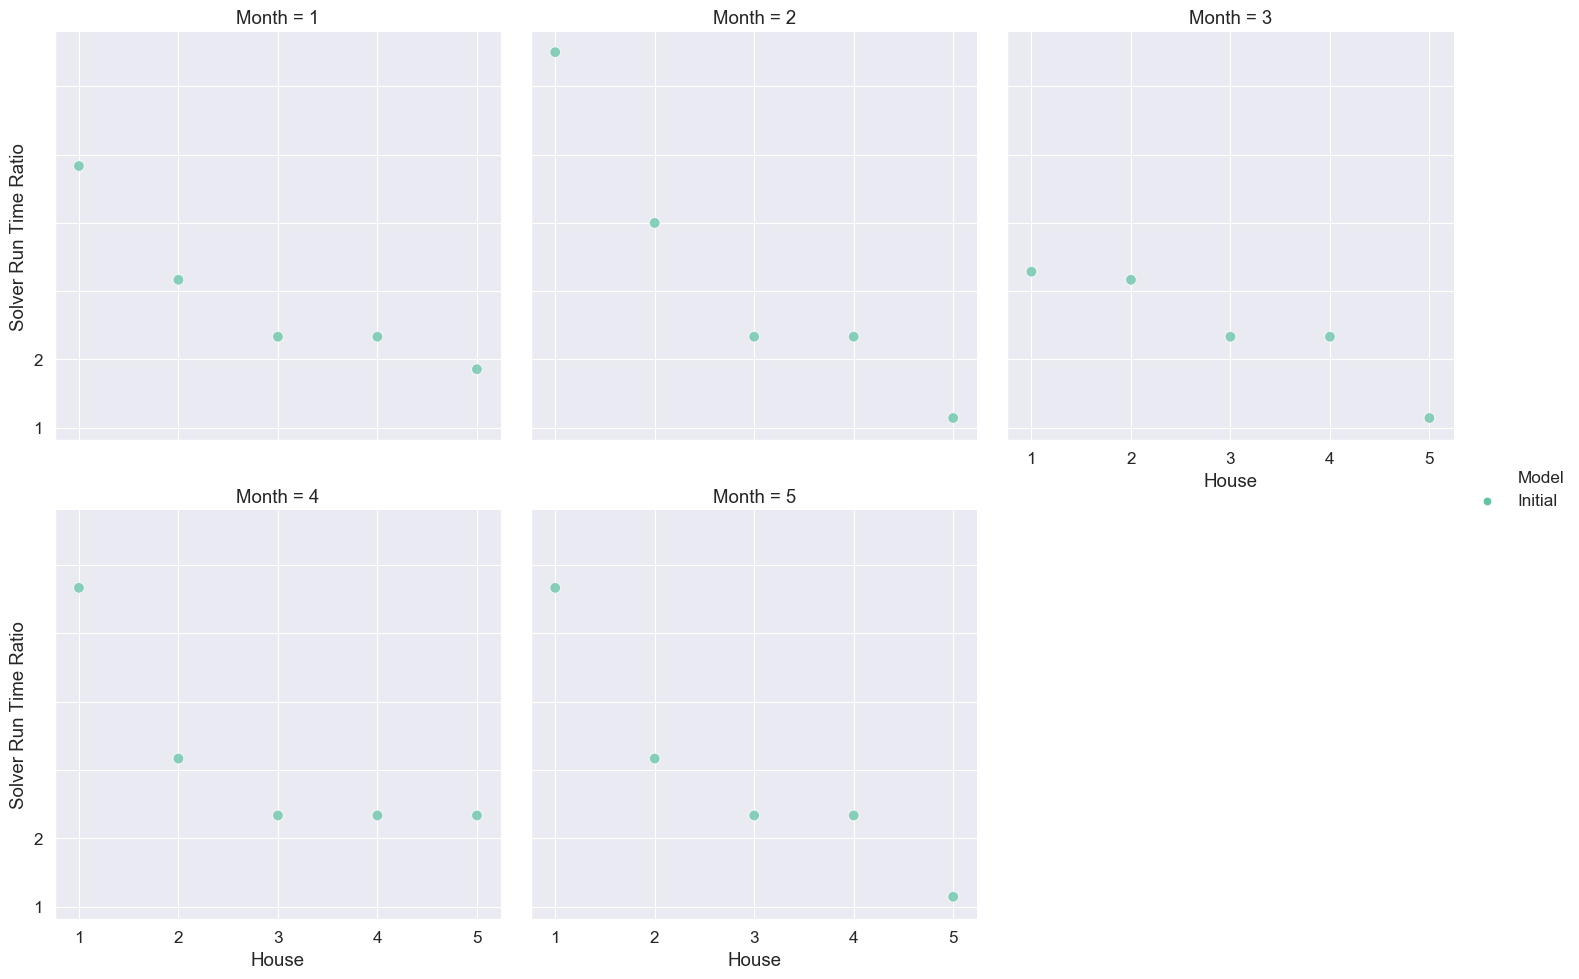 Month = 1
Month = 2
Month = 3
Solver Run Time Ratio
2
1
1 2 3 4 5
House
Model
Initial
Month = 4
Month = 5
Solver Run Time Ratio
2
1
1 2 3 4 5
House
1 2 3 4 5
House